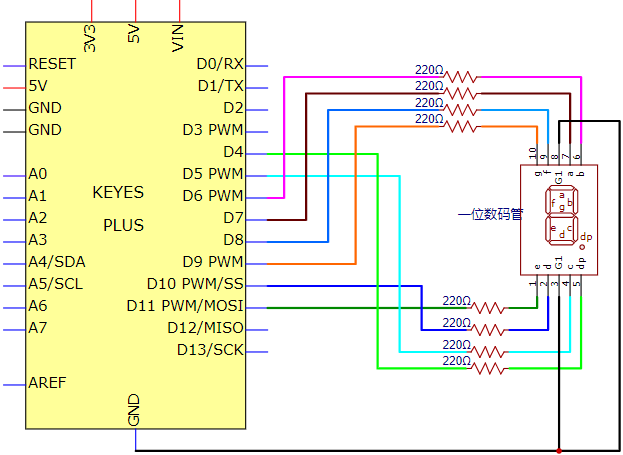 3V3
5V
VIN
RESET
5V
GND
GND
A0
A1
A2
A3
A4/SDA
A5/SCL
A6
A7
AREF
KEYES
PLUS
GND
D0/RX
D1/TX
D2
D3 PWM
D4
D5 PWM
D6 PWM
D7
D8
D9 PWM
D10 PWM/SS
D11 PWM/MOSI
D12/MISO
D13/SCK
220Ω
220Ω
220Ω
220Ω
10 9 8 7 6
g f G1 a b
一位数码管
a
f b
g
e c
d
dp
e d G1 c dp
1 2 3 4 5
220Ω
220Ω
220Ω
220Ω